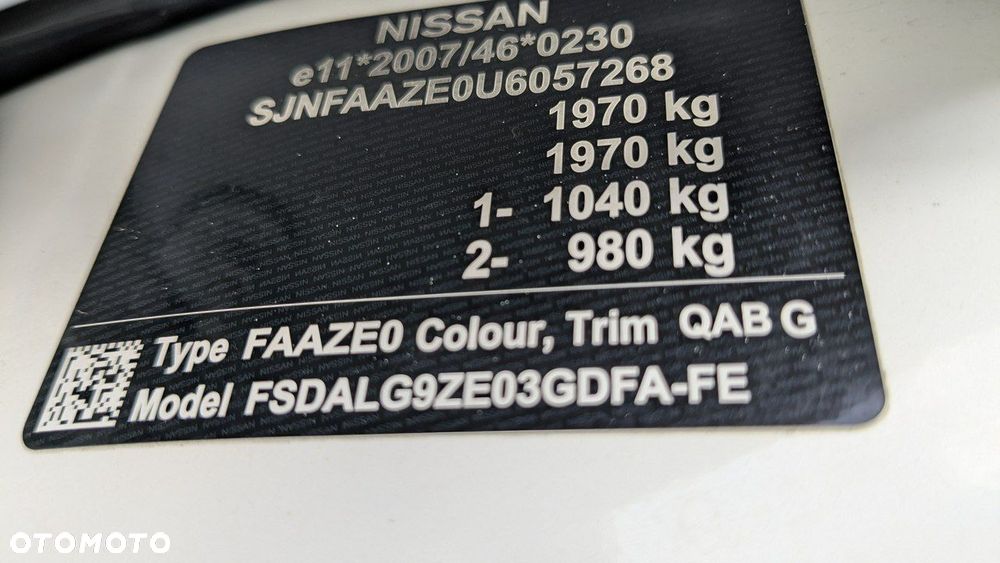 NISSAN
e11*2007/46*0230
SJNFAAZE0U6057268
1970 kg
1970 kg
1- 1040 kg
2- 980 kg
Type FAAZE0 Colour, Trim QAB G
Model FSDALG9ZE03GDFA-FE
OTOMOTO